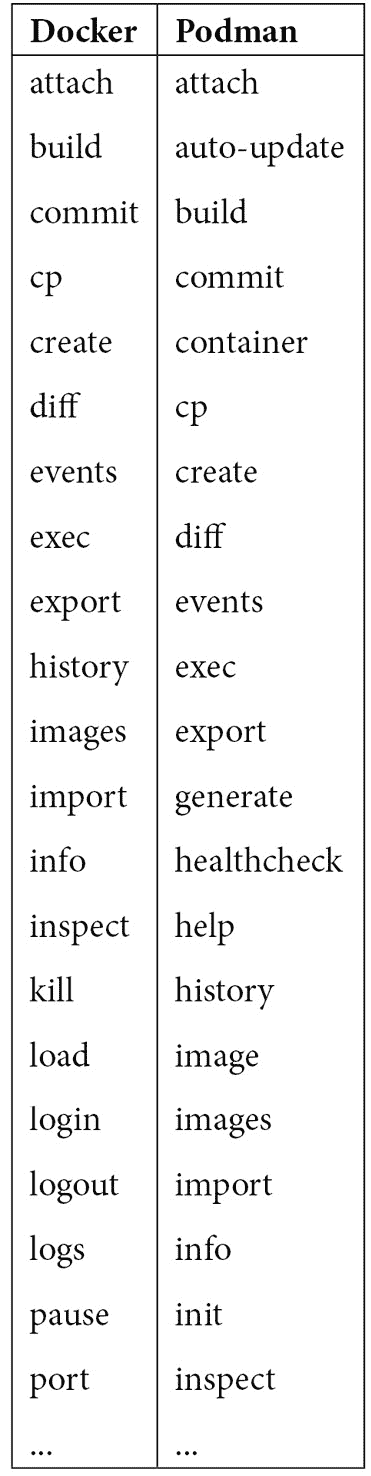 Docker Podman
attach attach
build auto-update
commit build
cp commit
create container
diff cp
events create
exec diff
export events
history exec
images export
import generate
info healthcheck
inspect help
kill history
load image
login images
logout import
logs info
pause init
port inspect
... ...